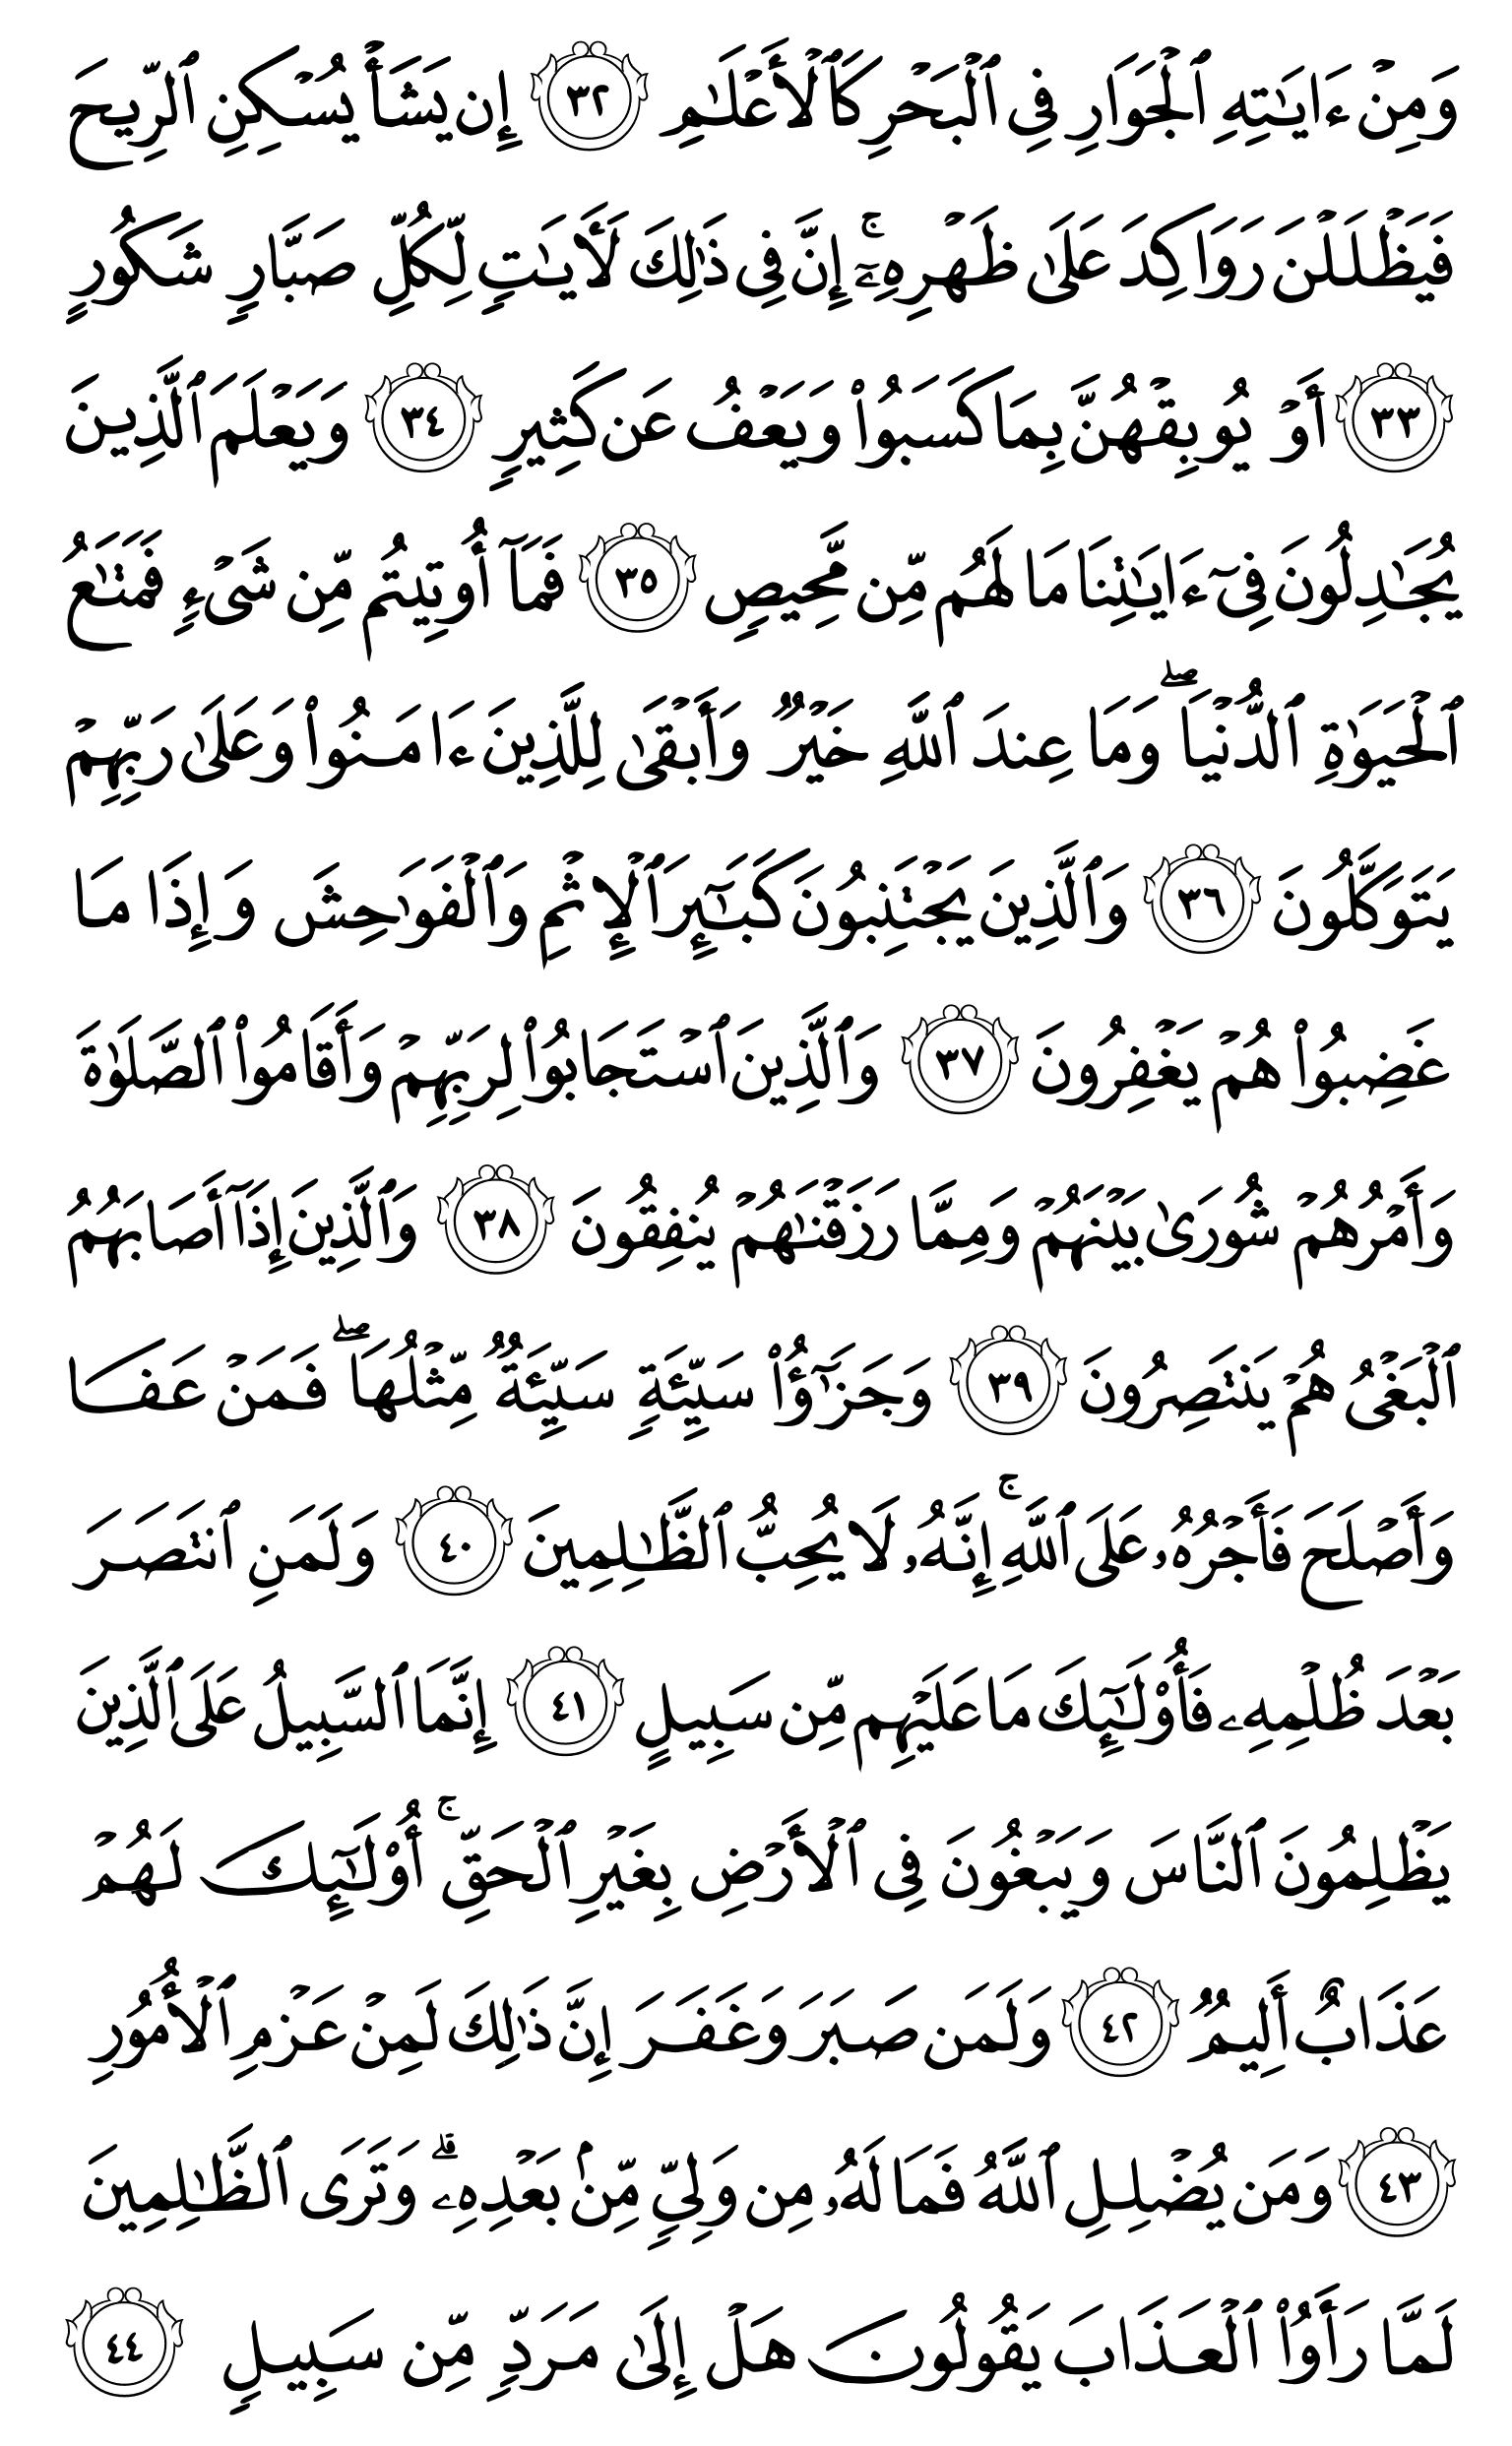 وَمِنْ ءَايَـٰتِهِ ٱلْجَوَارِ فِى ٱلْبَحْرِ كَٱلْأَعْلَـٰمِ ٣٢ إِن يَشَأْ يُسْكِنِ ٱلرِّيحَ
فَيَظْلَلْنَ رَوَاكِدَ عَلَىٰ ظَهْرِهِۦٓ ۚ إِنَّ فِى ذَٰلِكَ لَـَٔايَـٰتٍ لِّكُلِّ صَبَّارٍ شَكُورٍ
٣٣ أَوْ يُوبِقْهُنَّ بِمَا كَسَبُوا۟ وَيَعْفُ عَن كَثِيرٍ ٣٤ وَيَعْلَمَ ٱلَّذِينَ
يُجَـٰدِلُونَ فِىٓ ءَايَـٰتِنَا مَا لَهُم مِّن مَّحِيصٍ ٣٥ فَمَآ أُوتِيتُم مِّن شَىْءٍ فَمَتَـٰعُ
ٱلْحَيَوٰةِ ٱلدُّنْيَا ۖ وَمَا عِندَ ٱللَّهِ خَيْرٌ وَأَبْقَىٰ لِلَّذِينَ ءَامَنُوا۟ وَعَلَىٰ رَبِّهِمْ
يَتَوَكَّلُونَ ٣٦ وَٱلَّذِينَ يَجْتَنِبُونَ كَبَـٰٓئِرَ ٱلْإِثْمِ وَٱلْفَوَٰحِشَ وَإِذَا مَا
غَضِبُوا۟ هُمْ يَغْفِرُونَ ٣٧ وَٱلَّذِينَ ٱسْتَجَابُوا۟ لِرَبِّهِمْ وَأَقَامُوا۟ ٱلصَّلَوٰةَ
وَأَمْرُهُمْ شُورَىٰ بَيْنَهُمْ وَمِمَّا رَزَقْنَـٰهُمْ يُنفِقُونَ ٣٨ وَٱلَّذِينَ إِذَآ أَصَابَهُمُ
ٱلْبَغْىُ هُمْ يَنتَصِرُونَ ٣٩ وَجَزَٰٓؤُا۟ سَيِّئَةٍ سَيِّئَةٌ مِّثْلُهَا ۖ فَمَنْ عَفَا
وَأَصْلَحَ فَأَجْرُهُۥ عَلَى ٱللَّهِ ۚ إِنَّهُۥ لَا يُحِبُّ ٱلظَّـٰلِمِينَ ٤٠ وَلَمَنِ ٱنتَصَرَ
بَعْدَ ظُلْمِهِۦ فَأُو۟لَـٰٓئِكَ مَا عَلَيْهِم مِّن سَبِيلٍ ٤١ إِنَّمَا ٱلسَّبِيلُ عَلَى ٱلَّذِينَ
يَظْلِمُونَ ٱلنَّاسَ وَيَبْغُونَ فِى ٱلْأَرْضِ بِغَيْرِ ٱلْحَقِّ ۚ أُو۟لَـٰٓئِكَ لَهُمْ
عَذَابٌ أَلِيمٌ ٤٢ وَلَمَن صَبَرَ وَغَفَرَ إِنَّ ذَٰلِكَ لَمِنْ عَزْمِ ٱلْأُمُورِ
٤٣ وَمَن يُضْلِلِ ٱللَّهُ فَمَا لَهُۥ مِن وَلِىٍّ مِّنۢ بَعْدِهِۦ ۗ وَتَرَى ٱلظَّـٰلِمِينَ
لَمَّا رَأَوُا۟ ٱلْعَذَابَ يَقُولُونَ هَلْ إِلَىٰ مَرَدٍّ مِّن سَبِيلٍ ٤٤